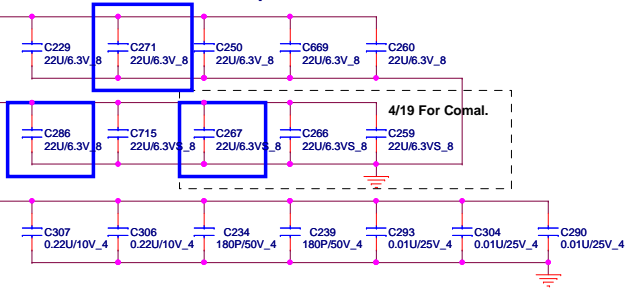 C229 C271 C250 C669 C260
22U/6.3V_8 22U/6.3V_8 22U/6.3V_8 22U/6.3V_8 22U/6.3V_8
4/19 For Comal.
C286 C715 C267 C266 C259
22U/6.3V_8 22U/6.3VS_8 22U/6.3VS_8 22U/6.3VS_8 22U/6.3VS_8
C307 C306 C234 C239 C293 C304 C290
0.22U/10V_4 0.22U/10V_4 180P/50V_4 180P/50V_4 0.01U/25V_4 0.01U/25V_4 0.01U/25V_4